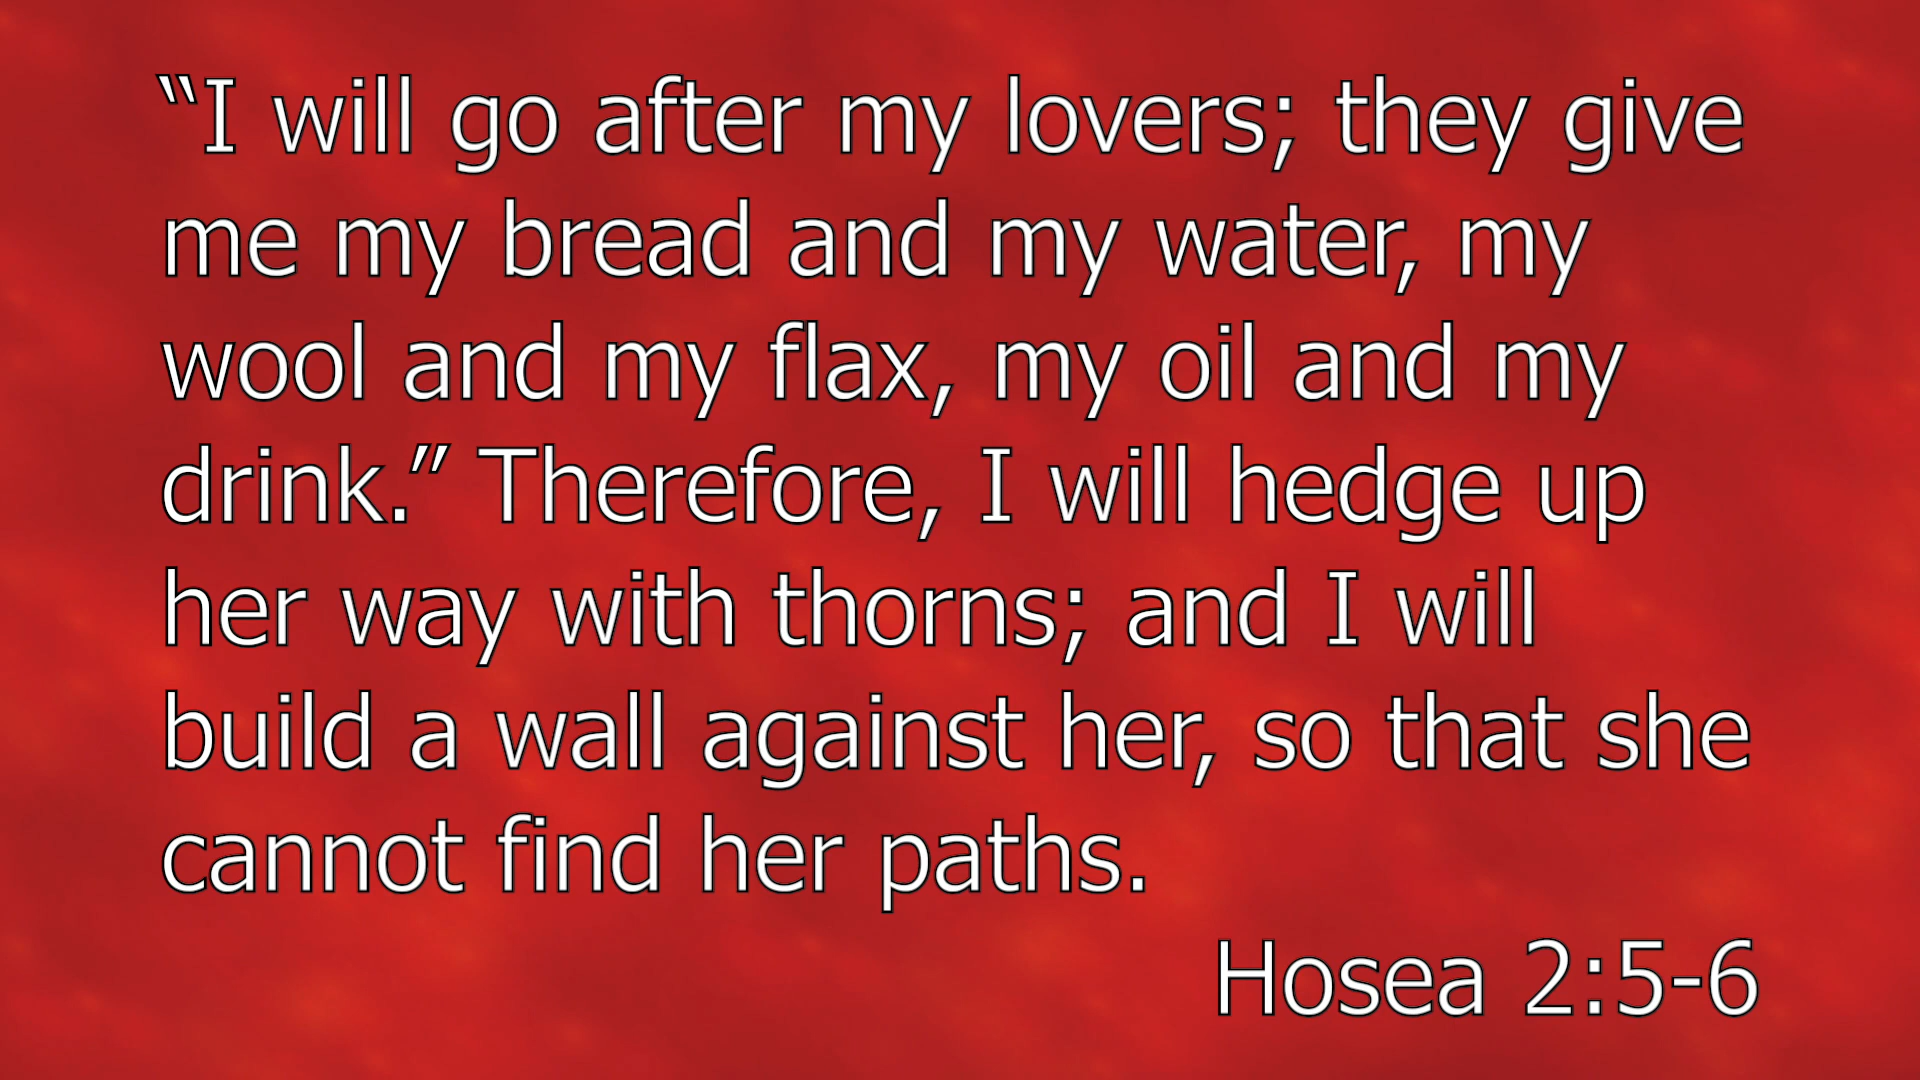 “I will go after my lovers; they give
me my bread and my water, my
wool and my flax, my oil and my
drink.” Therefore, I will hedge up
her way with thorns; and I will
build a wall against her, so that she
cannot find her paths.
Hosea 2:5-6